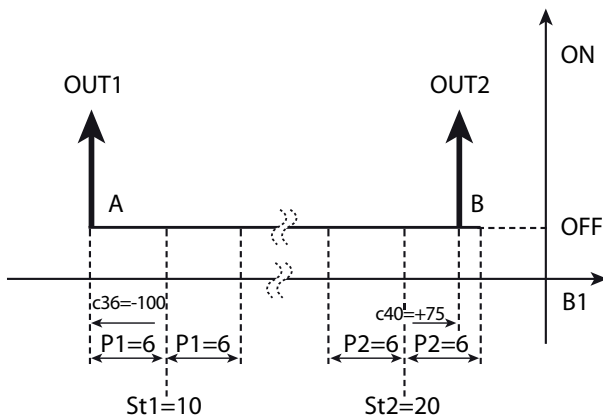 ON
OUT1
OUT2
A
B
OFF
B1
c36=-100
c40=+75
P1=6
P1=6
P2=6
P2=6
St1=10
St2=20